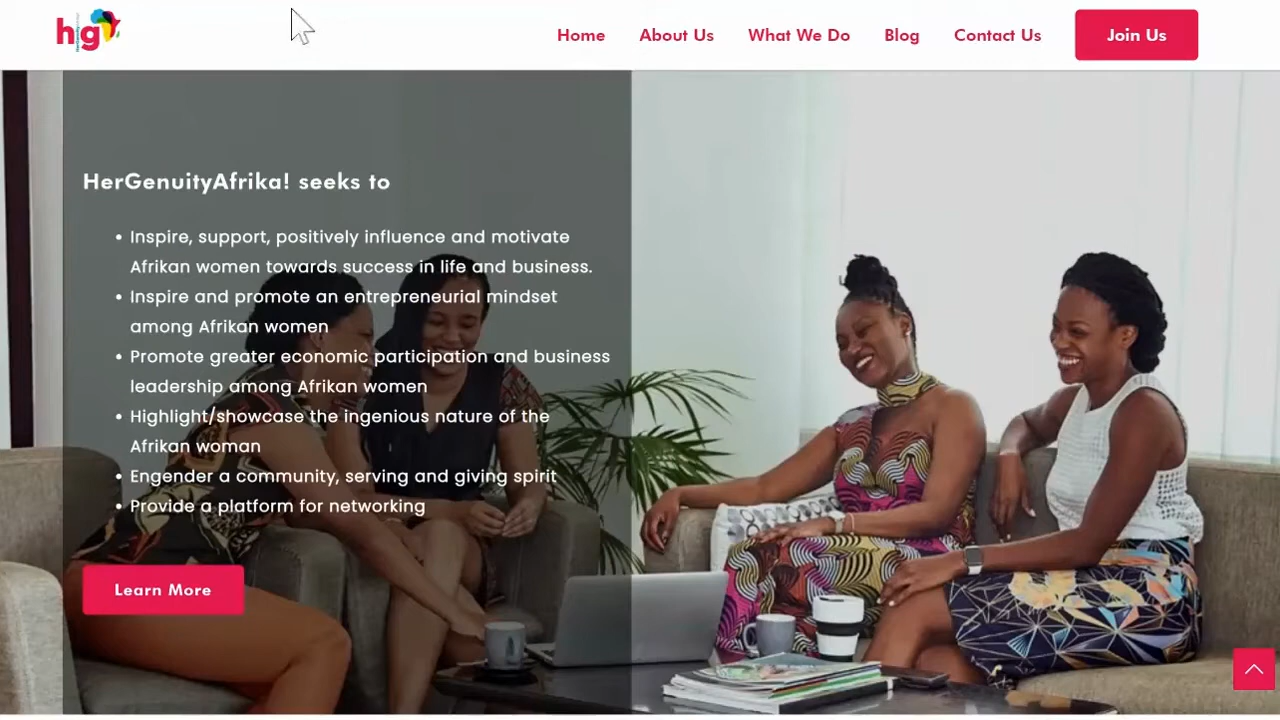 hg
Home
About Us
What We Do
Blog
Contact Us
Join Us
HerGenuityAfrika! seeks to
• Inspire, support, positively influence and motivate
Afrikan women towards success in life and business.
• Inspire and promote an entrepreneurial mindset
among Afrikan women
• Promote greater economic participation and business
leadership among Afrikan women
• Highlight/showcase the ingenious nature of the
Afrikan woman
• Engender a community, serving and giving spirit
• Provide a platform for networking
Learn More